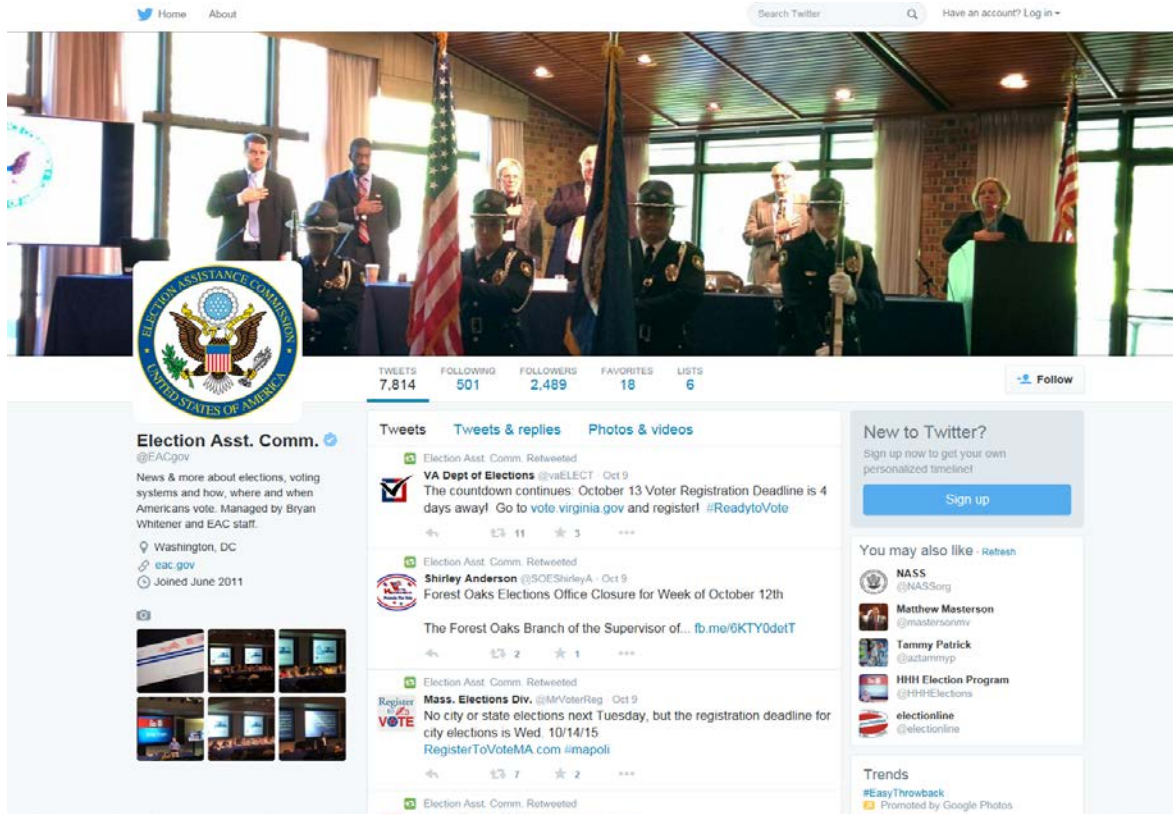 Home About
Search Twitter
Have an account? Log in
ELECTION ASSISTANCE COMMISSION
UNITED STATES OF AMERICA
TWEETS FOLLOWING FOLLOWERS FAVORITES LISTS
7,814 501 2,489 18 6
Follow
Election Asst. Comm.
@EACgov
News & more about elections, voting
systems and how, where and when
Americans vote. Managed by Bryan
Whitener and EAC staff.
Washington, DC
eac.gov
Joined June 2011
Tweets Tweets & replies Photos & videos
Election Asst. Comm. Retweeted
VA Dept of Elections @vaELECT · Oct 9
The countdown continues: October 13 Voter Registration Deadline is 4
days away! Go to vote.virginia.gov and register! #ReadytoVote
11 3
Election Asst. Comm. Retweeted
Shirley Anderson @SOEShirleyA · Oct 9
Forest Oaks Elections Office Closure for Week of October 12th
The Forest Oaks Branch of the Supervisor of... fb.me/6KTY0detT
2 1
Election Asst. Comm. Retweeted
Register
to
VOTE
Mass. Elections Div. @MrVoterReg · Oct 9
No city or state elections next Tuesday, but the registration deadline for
city elections is Wed. 10/14/15
RegisterToVoteMA.com #mapoli
7 2
Election Asst. Comm. Retweeted
New to Twitter?
Sign up now to get your own
personalized timeline!
Sign up
You may also like · Refresh
NASS
@NASSorg
Matthew Masterson
@mastersonmv
Tammy Patrick
@aztammyp
HHH Election Program
@HHHElections
electionline
@electionline
Trends
#EasyThrowback
Promoted by Google Photos